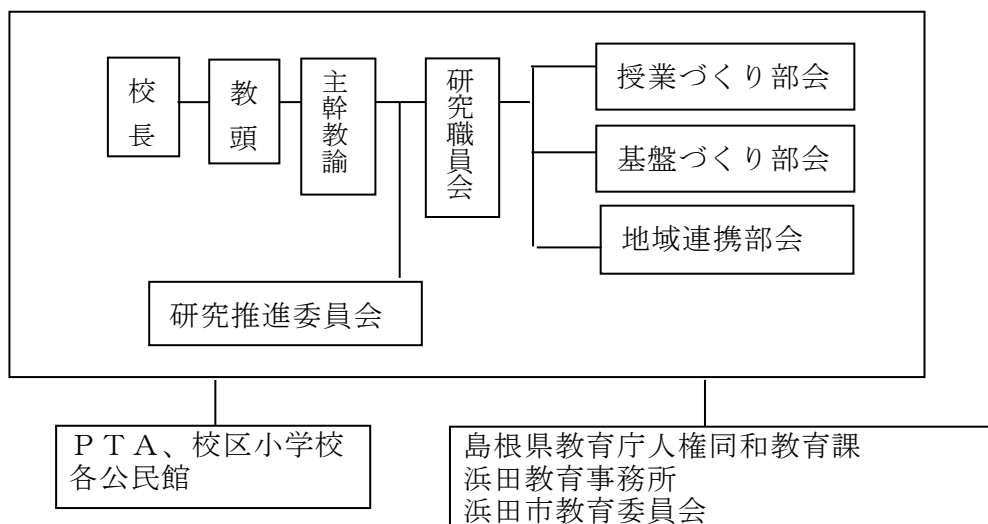 校長
教頭
主幹教諭
研究職員会
授業づくり部会
基盤づくり部会
地域連携部会
研究推進委員会
ＰＴＡ、校区小学校
各公民館
島根県教育庁人権同和教育課
浜田教育事務所
浜田市教育委員会